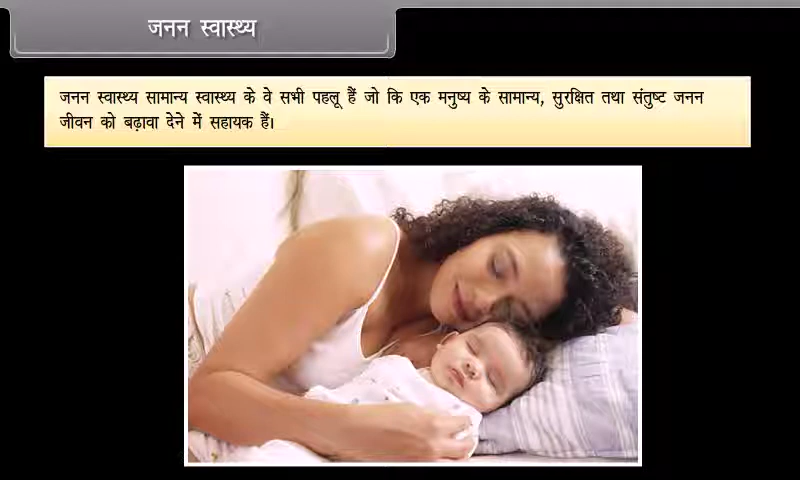 जनन स्वास्थ्य
जनन स्वास्थ्य सामान्य स्वास्थ्य के वे सभी पहलू हैं जो कि एक मनुष्य के सामान्य, सुरक्षित तथा संतुष्ट जनन
जीवन को बढ़ावा देने में सहायक हैं।